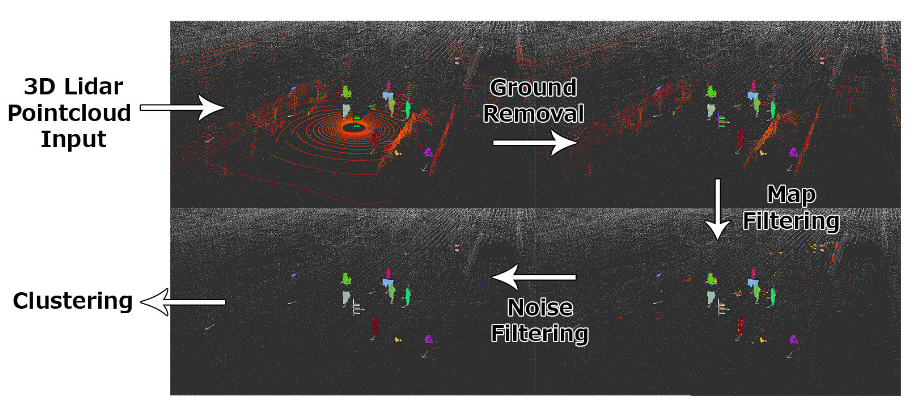 3D Lidar
Pointcloud
Input
Ground
Removal
Map
Filtering
Noise
Filtering
Clustering